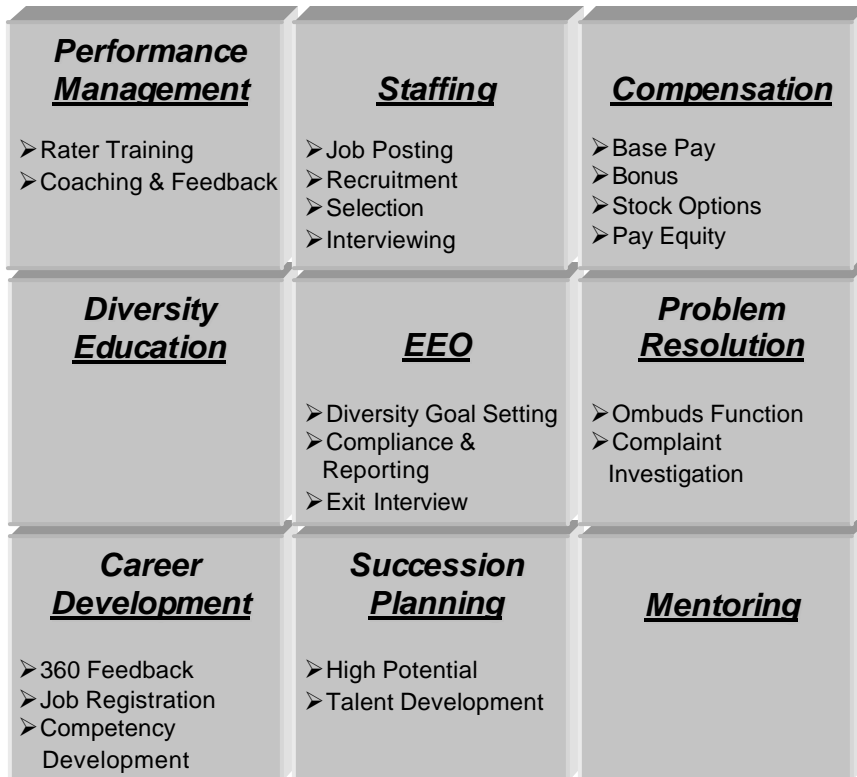 Performance
Management
➢Rater Training
➢Coaching & Feedback
Staffing
➢Job Posting
➢Recruitment
➢Selection
➢Interviewing
Compensation
➢Base Pay
➢Bonus
➢Stock Options
➢Pay Equity
Diversity
Education
EEO
➢Diversity Goal Setting
➢Compliance &
Reporting
➢Exit Interview
Problem
Resolution
➢Ombuds Function
➢Complaint
Investigation
Career
Development
➢360 Feedback
➢Job Registration
➢Competency
Development
Succession
Planning
➢High Potential
➢Talent Development
Mentoring